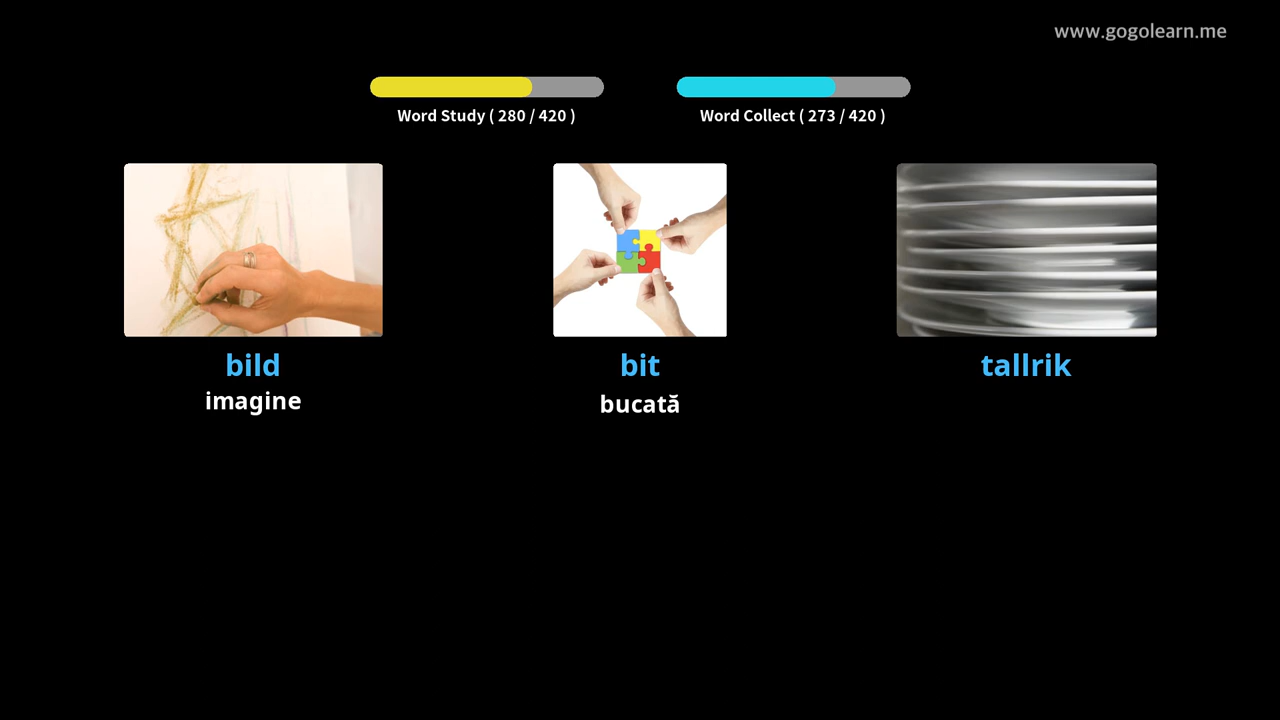 www.gogolearn.me
Word Study ( 280 / 420 )
Word Collect ( 273 / 420 )
bild
imagine
bit
bucată
tallrik